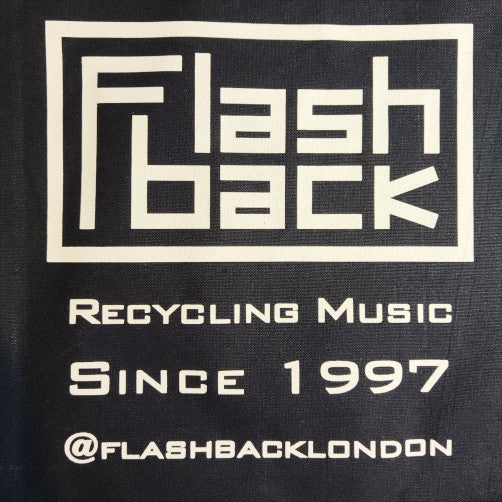 Flash
back
Recycling Music
Since 1997
@flashbacklondon